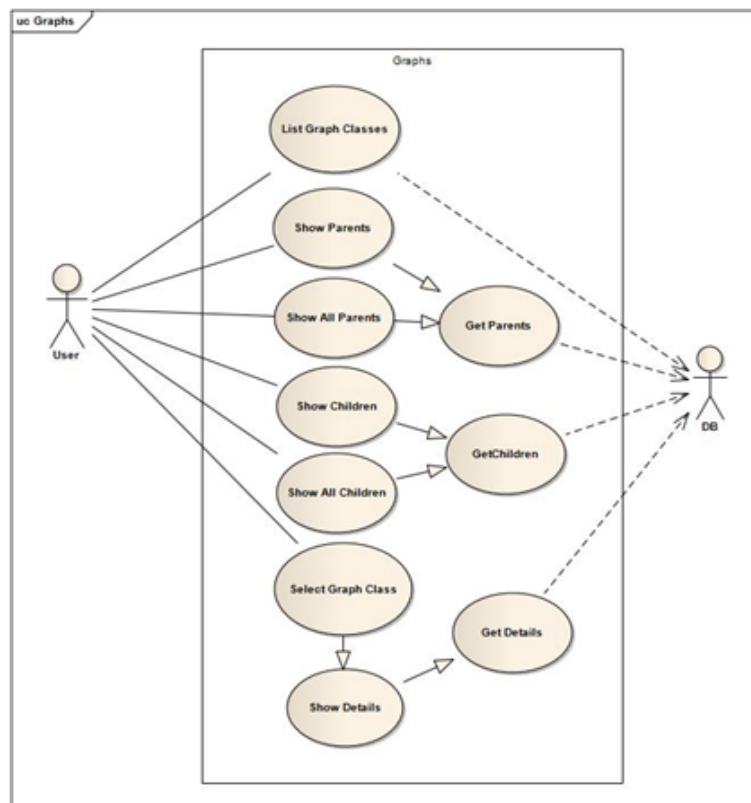 uc Graphs
Graphs
List Graph Classes
Show Parents
Show All Parents
Get Parents
User
Show Children
DB
GetChildren
Show All Children
Select Graph Class
Get Details
Show Details